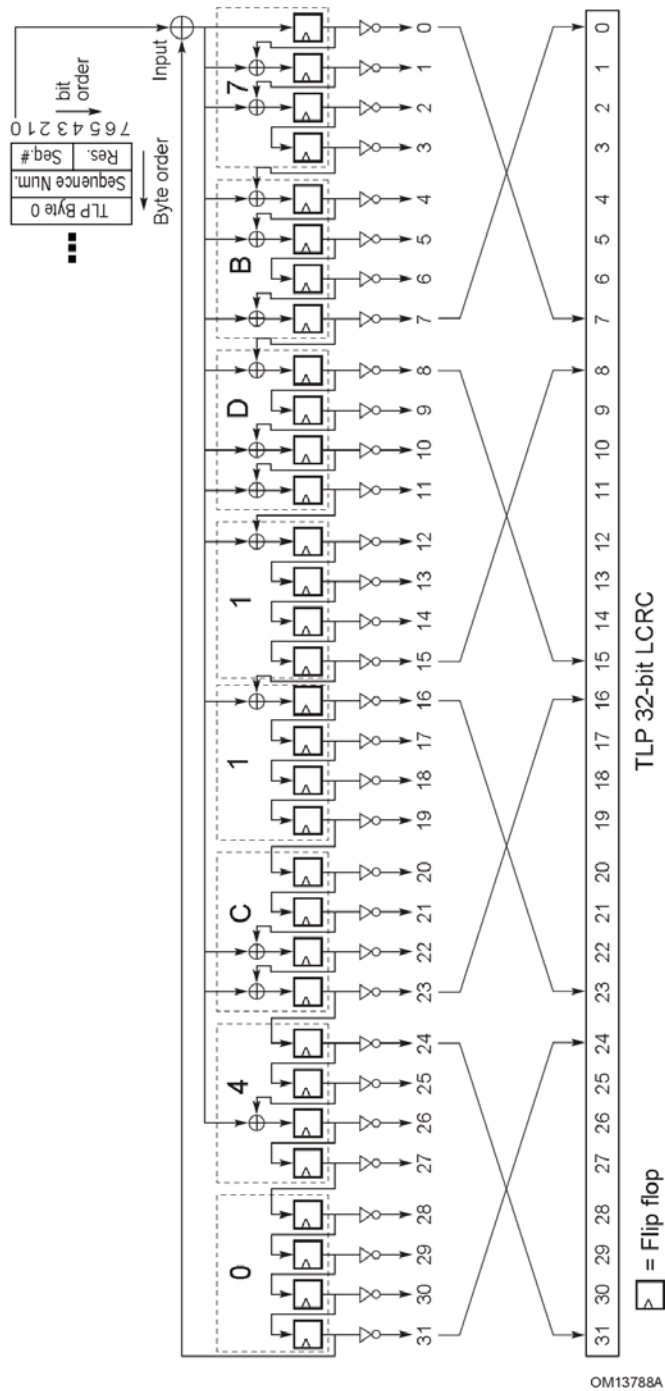 bit
order
7 6 5 4 3 2 1 0
Res. Seq.#
Sequence Num.
TLP Byte 0
Byte order
Input
0 4 C 1 1 D B 7
31 30 29 28 27 26 25 24 23 22 21 20 19 18 17 16 15 14 13 12 11 10 9 8 7 6 5 4 3 2 1 0
31 30 29 28 27 26 25 24 23 22 21 20 19 18 17 16 15 14 13 12 11 10 9 8 7 6 5 4 3 2 1 0
TLP 32-bit LCRC
= Flip flop
OM13788A